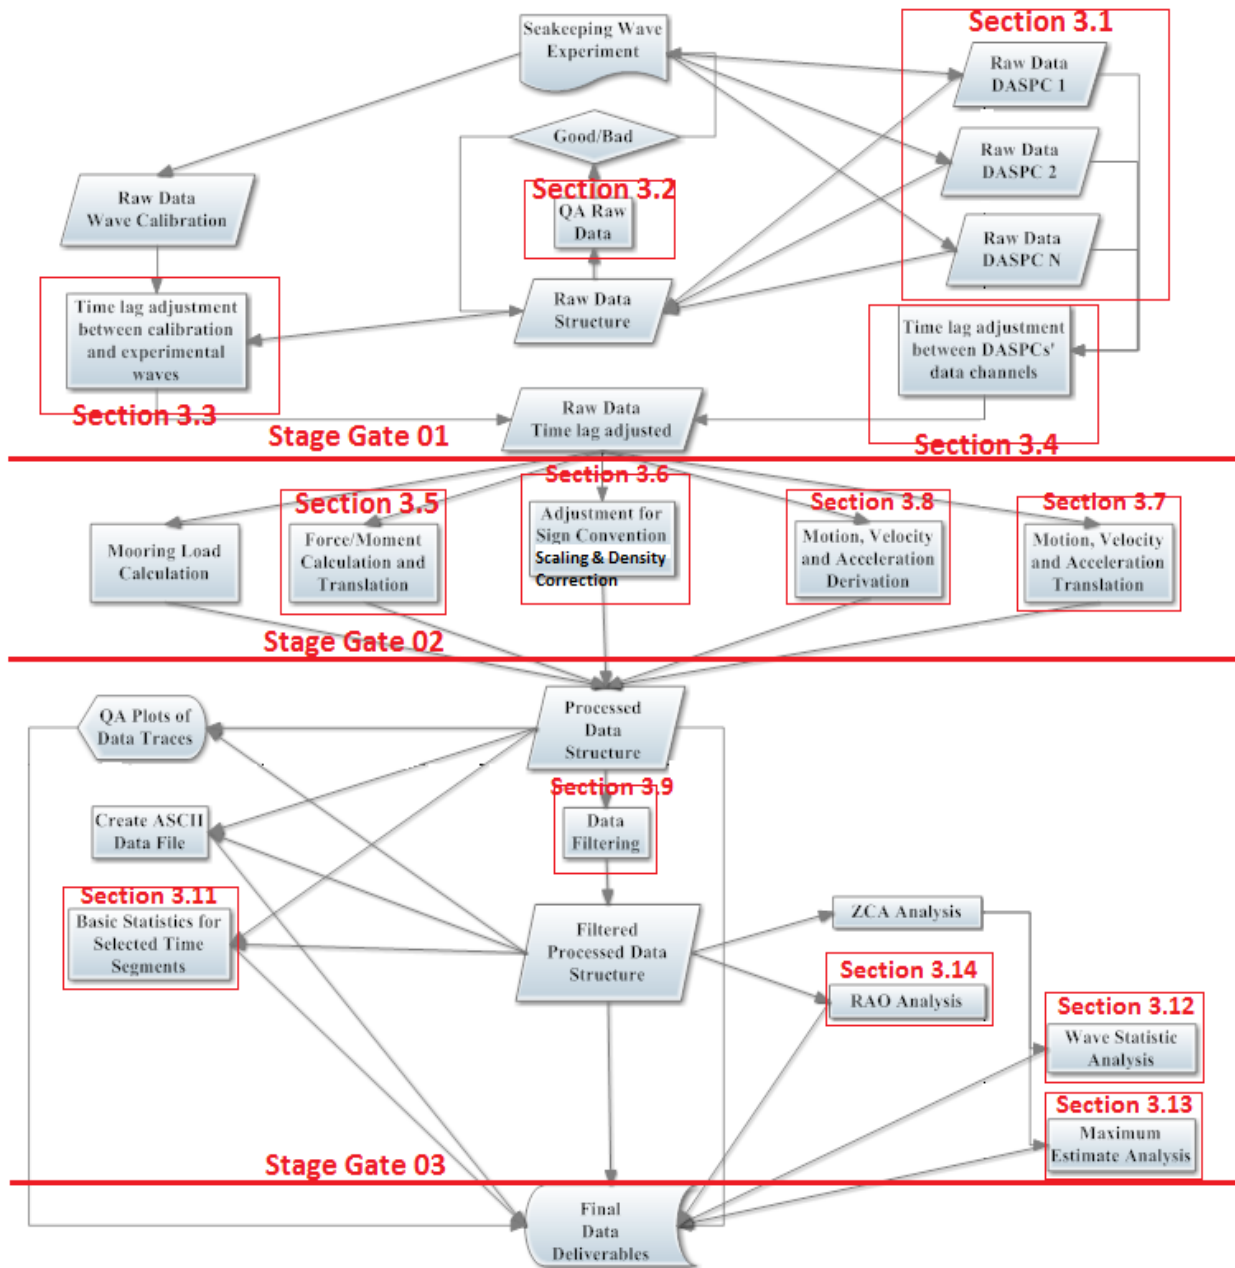 Seakeeping Wave
Experiment
Section 3.1
Raw Data
DASPC 1
Good/Bad
Raw Data
DASPC 2
Section 3.2
QA Raw
Data
Raw Data
Wave Calibration
Raw Data
DASPC N
Time lag adjustment
between calibration
and experimental
waves
Raw Data
Structure
Time lag adjustment
between DASPCs'
data channels
Section 3.3
Raw Data
Time lag adjusted
Section 3.4
Stage Gate 01
Mooring Load
Calculation
Section 3.5
Force/Moment
Calculation and
Translation
Section 3.6
Adjustment for
Sign Convention
Scaling & Density
Correction
Section 3.8
Motion, Velocity
and Acceleration
Derivation
Section 3.7
Motion, Velocity
and Acceleration
Translation
Stage Gate 02
QA Plots of
Data Traces
Processed
Data
Structure
Section 3.9
Data
Filtering
Create ASCII
Data File
Section 3.11
Basic Statistics for
Selected Time
Segments
Filtered
Processed Data
Structure
ZCA Analysis
Section 3.14
RAO Analysis
Section 3.12
Wave Statistic
Analysis
Section 3.13
Maximum
Estimate Analysis
Stage Gate 03
Final
Data
Deliverables